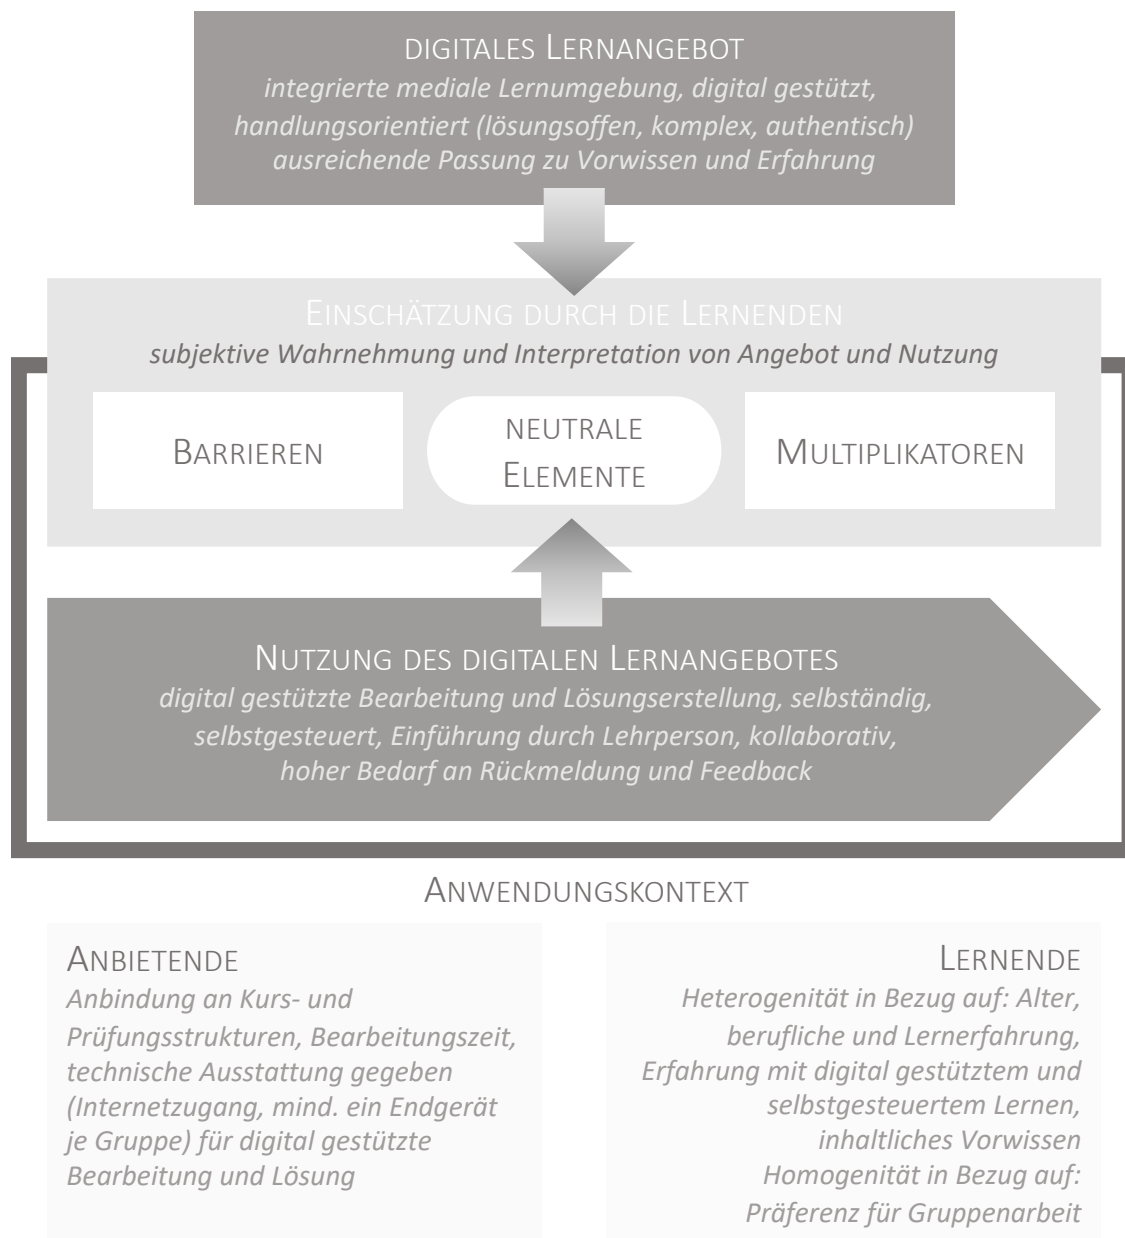 DIGITALES LERNANGEBOT
integrierte mediale Lernumgebung, digital gestützt,
handlungsorientiert (lösungsoffen, komplex, authentisch)
ausreichende Passung zu Vorwissen und Erfahrung
EINSCHÄTZUNG DURCH DIE LERNENDEN
subjektive Wahrnehmung und Interpretation von Angebot und Nutzung
BARRIEREN
NEUTRALE
ELEMENTE
MULTIPLIKATOREN
NUTZUNG DES DIGITALEN LERNANGEBOTES
digital gestützte Bearbeitung und Lösungserstellung, selbständig,
selbstgesteuert, Einführung durch Lehrperson, kollaborativ,
hoher Bedarf an Rückmeldung und Feedback
ANWENDUNGSKONTEXT
ANBIETENDE
Anbindung an Kurs- und
Prüfungsstrukturen, Bearbeitungszeit,
technische Ausstattung gegeben
(Internetzugang, mind. ein Endgerät
je Gruppe) für digital gestützte
Bearbeitung und Lösung
LERNENDE
Heterogenität in Bezug auf: Alter,
berufliche und Lernerfahrung,
Erfahrung mit digital gestütztem und
selbstgesteuertem Lernen,
inhaltliches Vorwissen
Homogenität in Bezug auf:
Präferenz für Gruppenarbeit